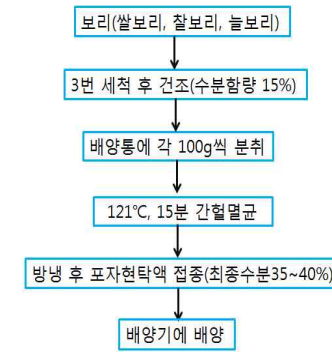 보리(쌀보리, 찰보리, 늘보리)
3번 세척 후 건조(수분함량 15%)
배양통에 각 100g씩 분취
121℃, 15분 간헐멸균
방냉 후 포자현탁액 접종(최종수분35~40%)
배양기에 배양